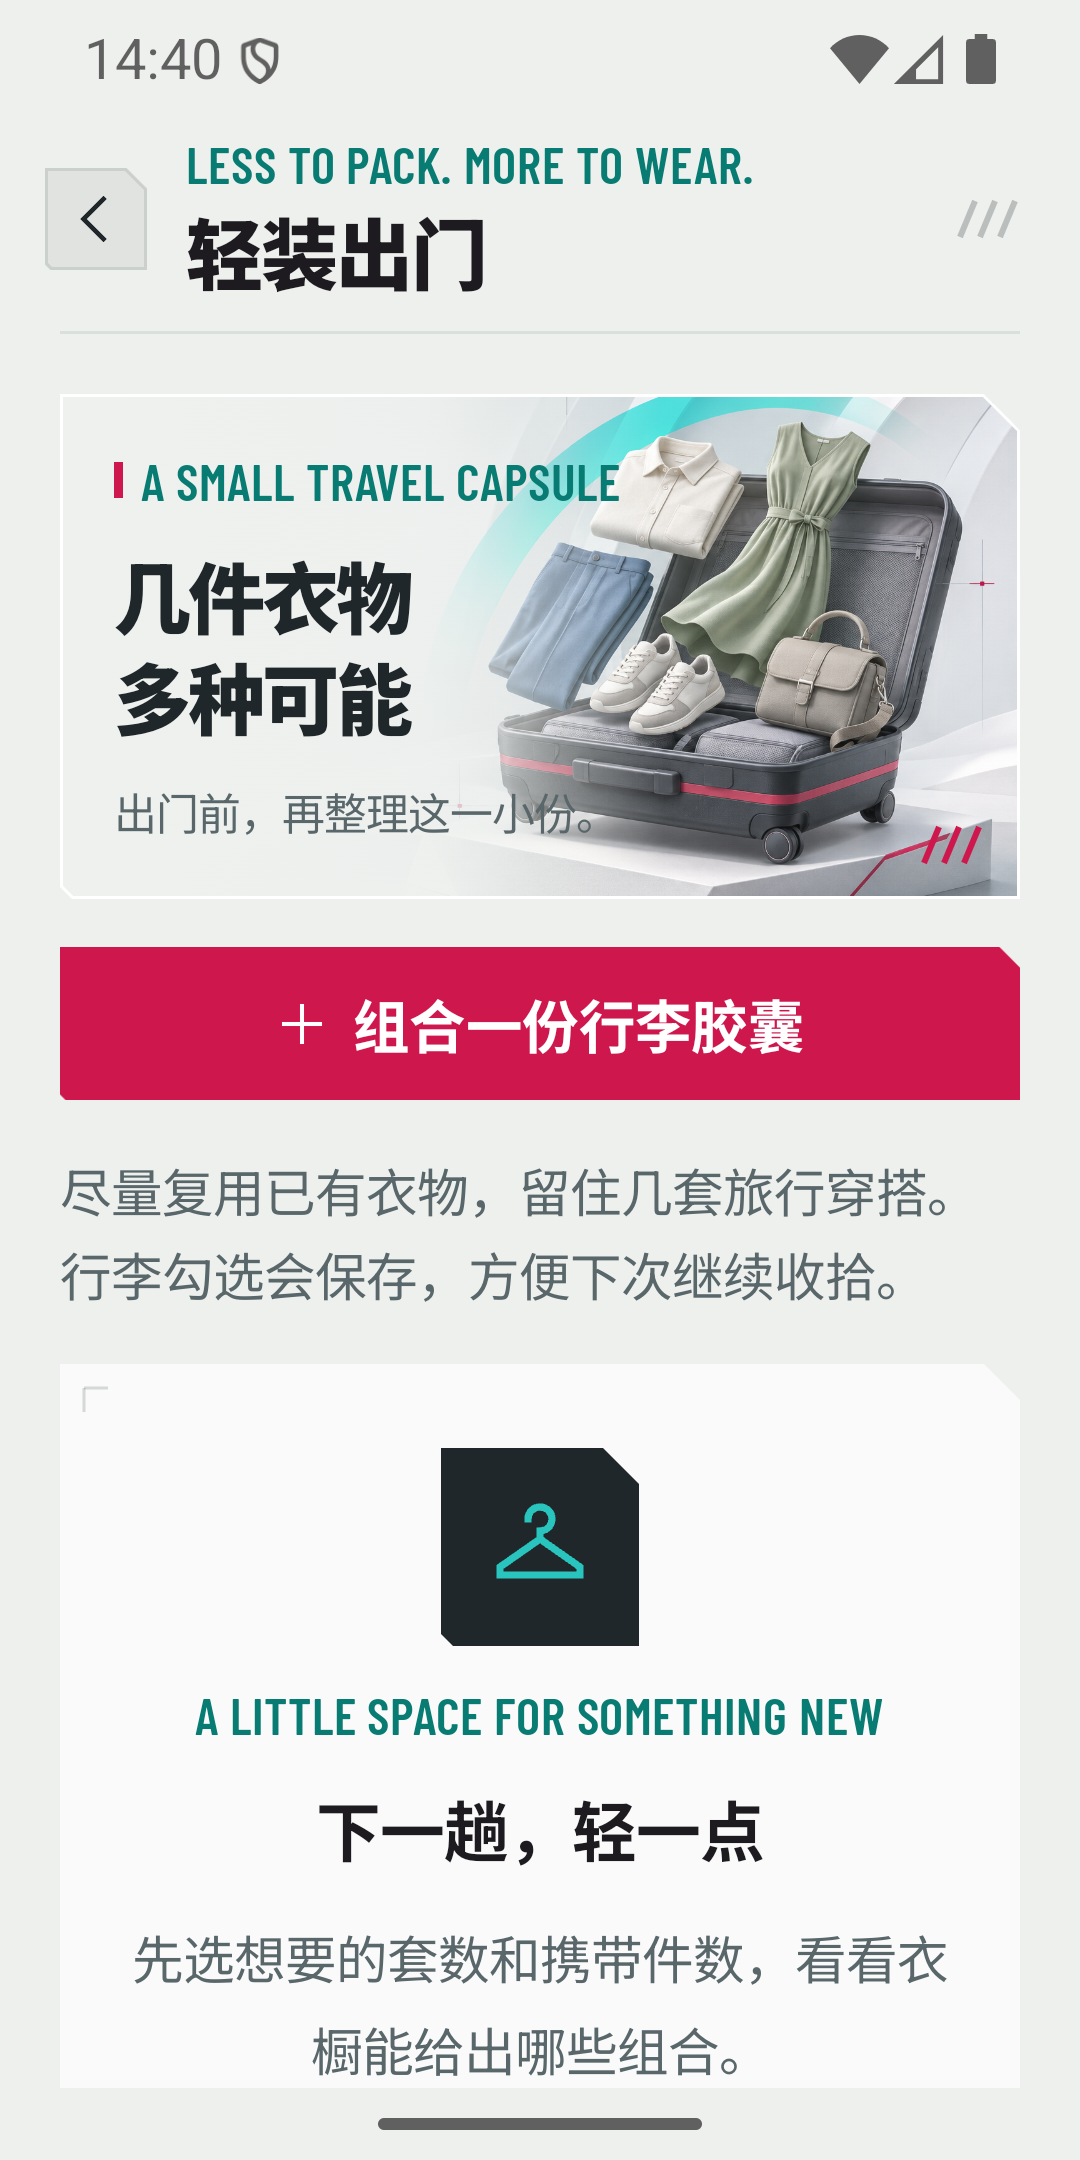 14:40
LESS TO PACK. MORE TO WEAR.
轻装出门
A SMALL TRAVEL CAPSULE
几件衣物
多种可能
出门前，再整理这一小份。
组合一份行李胶囊
尽量复用已有衣物，留住几套旅行穿搭。
行李勾选会保存，方便下次继续收拾。
A LITTLE SPACE FOR SOMETHING NEW
下一趟，轻一点
先选想要的套数和携带件数，看看衣
橱能给出哪些组合。